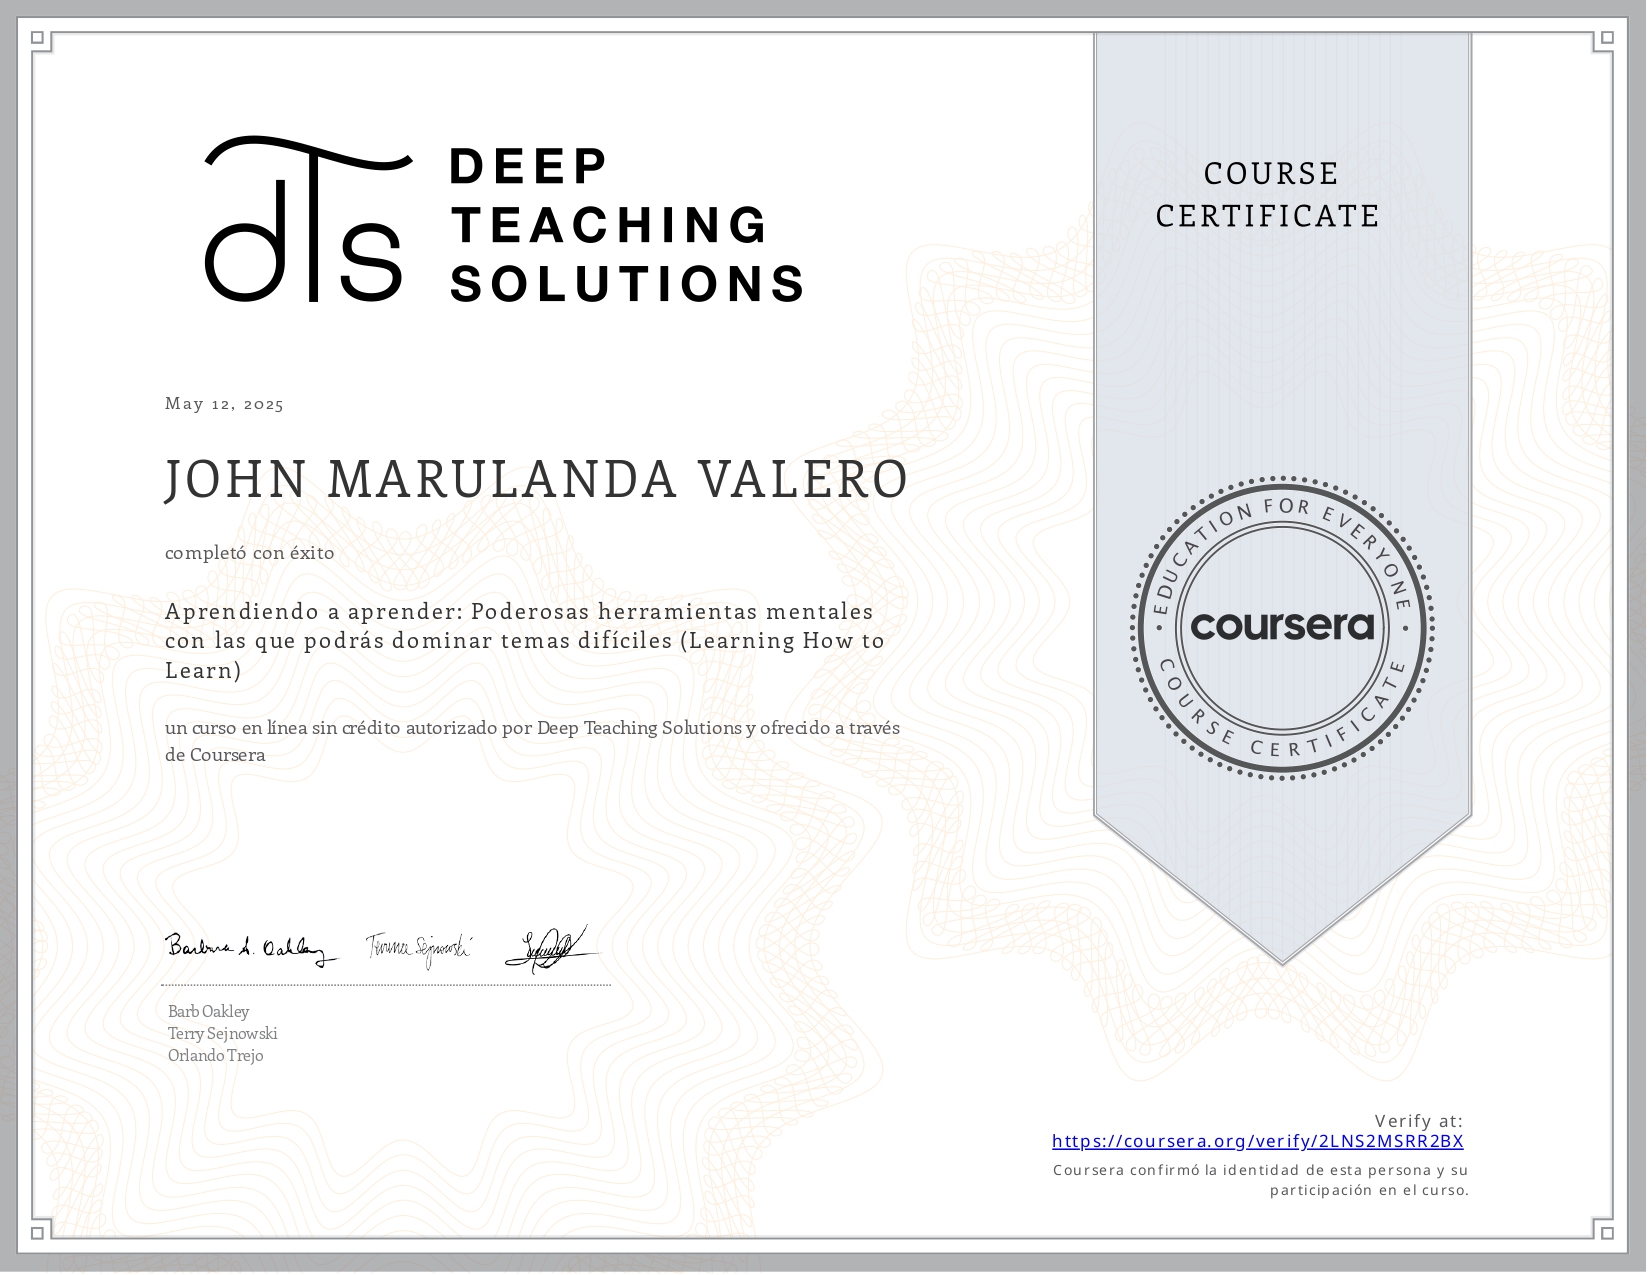 dTs
DEEP
TEACHING
SOLUTIONS
COURSE
CERTIFICATE
May 12, 2025
JOHN MARULANDA VALERO
completó con éxito
Aprendiendo a aprender: Poderosas herramientas mentales
con las que podrás dominar temas difíciles (Learning How to
Learn)
un curso en línea sin crédito autorizado por Deep Teaching Solutions y ofrecido a través
de Coursera
• EDUCATION FOR EVERYONE •
coursera
COURSE CERTIFICATE
Barbara A. Oakley Terrence Sejnowski
Barb Oakley
Terry Sejnowski
Orlando Trejo
Verify at:
https://coursera.org/verify/2LNS2MSRR2BX
Coursera confirmó la identidad de esta persona y su
participación en el curso.